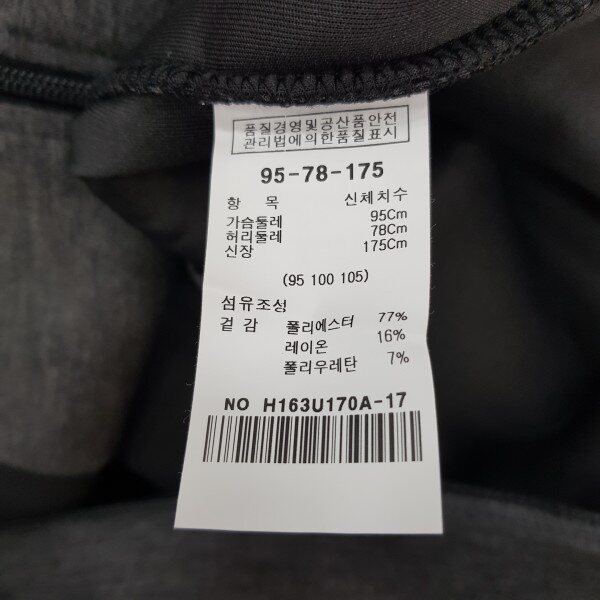 품질경영및공산품안전
관리법에의한품질표시
95-78-175
항 목 신체치수
가슴둘레 95Cm
허리둘레 78Cm
신장 175Cm
(95 100 105)
섬유조성
겉 감 폴리에스터 77%
레이온 16%
폴리우레탄 7%
NO H163U170A-17